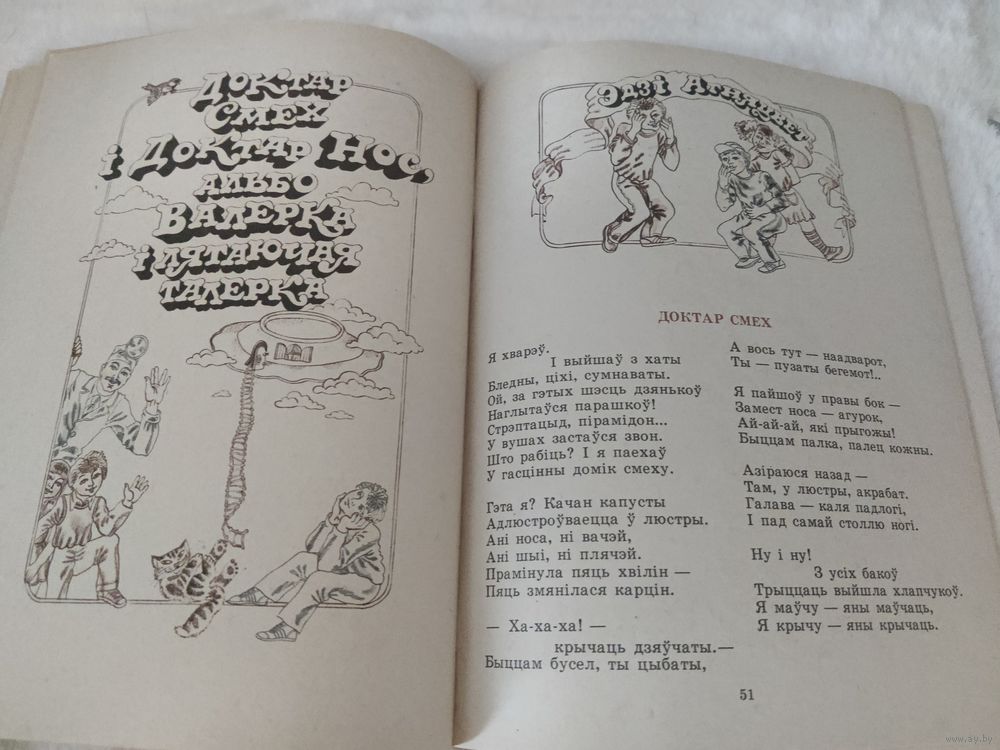 Доктар
Смех
і Доктар Нос,
альбо
Валерка
і лятаючая
талерка
Эдзі Агняцвет
ДОКТАР СМЕХ
Я хварэў.
І выйшаў з хаты
Бледны, ціхі, сумнаваты.
Ой, за гэтых шэсць дзянькоў
Наглытаўся парашкоў!
Стрэптацыд, пірамідон...
У вушах застаўся звон.
Што рабіць? І я паехаў
У гасцінны домік смеху.
Гэта я? Качан капусты
Адлюстроўваецца ў люстры.
Ані носа, ні вачэй,
Ані шыі, ні плячэй.
Прамінула пяць хвілін —
Пяць змянілася карцін.
— Ха-ха-ха! —
крычаць дзяўчаты.—
Быццам бусел, ты цыбаты,
А вось тут — наадварот,
Ты — пузаты бегемот!..
Я пайшоў у правы бок —
Замест носа — агурок,
Ай-ай-ай, які прыгожы!
Быццам палка, палец кожны.
Азіраюся назад —
Там, у люстры, акрабат.
Галава — каля падлогі,
І пад самай столлю ногі.
Ну і ну!
З усіх бакоў
Трыццаць выйшла хлапчукоў.
Я маўчу — яны маўчаць,
Я крычу — яны крычаць.
51
www.ay.by